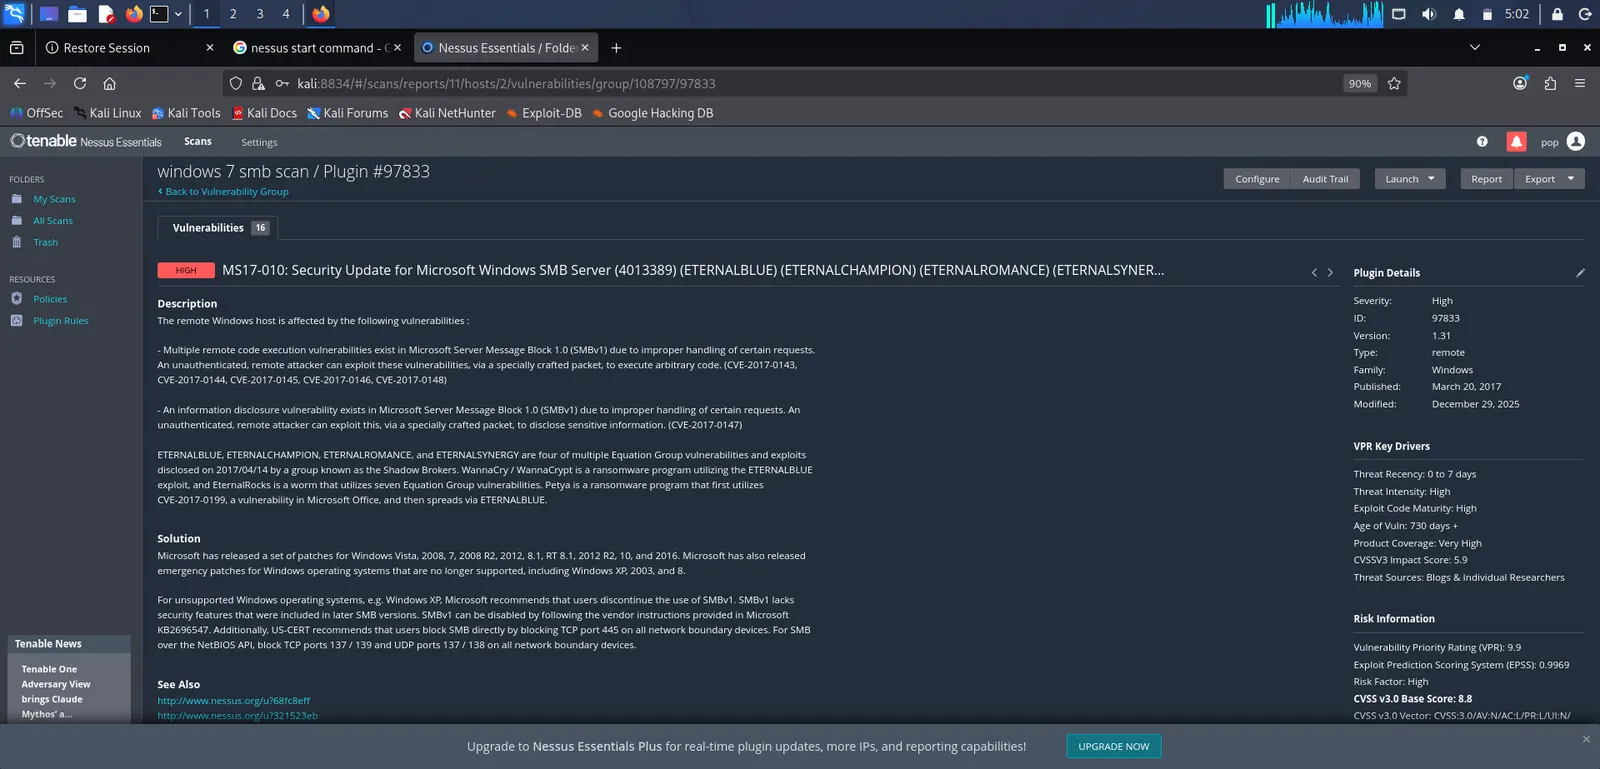 1 2 3 4 5:02
Restore Session × nessus start command - G × Nessus Essentials / Folde × +
kali:8834/#/scans/reports/11/hosts/2/vulnerabilities/group/108797/97833 90%
OffSec Kali Linux Kali Tools Kali Docs Kali Forums Kali NetHunter Exploit-DB Google Hacking DB
tenable Nessus Essentials Scans Settings pop
FOLDERS
My Scans
All Scans
Trash
RESOURCES
Policies
Plugin Rules
Tenable News
Tenable One
Adversary View
brings Claude
Mythos’ a...
windows 7 smb scan / Plugin #97833
‹ Back to Vulnerability Group
Configure Audit Trail Launch Report Export
Vulnerabilities 16
HIGH MS17-010: Security Update for Microsoft Windows SMB Server (4013389) (ETERNALBLUE) (ETERNALCHAMPION) (ETERNALROMANCE) (ETERNALSYNER...
Description
The remote Windows host is affected by the following vulnerabilities :
- Multiple remote code execution vulnerabilities exist in Microsoft Server Message Block 1.0 (SMBv1) due to improper handling of certain requests.
An unauthenticated, remote attacker can exploit these vulnerabilities, via a specially crafted packet, to execute arbitrary code. (CVE-2017-0143,
CVE-2017-0144, CVE-2017-0145, CVE-2017-0146, CVE-2017-0148)
- An information disclosure vulnerability exists in Microsoft Server Message Block 1.0 (SMBv1) due to improper handling of certain requests. An
unauthenticated, remote attacker can exploit this, via a specially crafted packet, to disclose sensitive information. (CVE-2017-0147)
ETERNALBLUE, ETERNALCHAMPION, ETERNALROMANCE, and ETERNALSYNERGY are four of multiple Equation Group vulnerabilities and exploits
disclosed on 2017/04/14 by a group known as the Shadow Brokers. WannaCry / WannaCrypt is a ransomware program utilizing the ETERNALBLUE
exploit, and EternalRocks is a worm that utilizes seven Equation Group vulnerabilities. Petya is a ransomware program that first utilizes
CVE-2017-0199, a vulnerability in Microsoft Office, and then spreads via ETERNALBLUE.
Solution
Microsoft has released a set of patches for Windows Vista, 2008, 7, 2008 R2, 2012, 8.1, RT 8.1, 2012 R2, 10, and 2016. Microsoft has also released
emergency patches for Windows operating systems that are no longer supported, including Windows XP, 2003, and 8.
For unsupported Windows operating systems, e.g. Windows XP, Microsoft recommends that users discontinue the use of SMBv1. SMBv1 lacks
security features that were included in later SMB versions. SMBv1 can be disabled by following the vendor instructions provided in Microsoft
KB2696547. Additionally, US-CERT recommends that users block SMB directly by blocking TCP port 445 on all network boundary devices. For SMB
over the NetBIOS API, block TCP ports 137 / 139 and UDP ports 137 / 138 on all network boundary devices.
See Also
http://www.nessus.org/u?68fc8eff
http://www.nessus.org/u?321523eb
Plugin Details
Severity: High
ID: 97833
Version: 1.31
Type: remote
Family: Windows
Published: March 20, 2017
Modified: December 29, 2025
VPR Key Drivers
Threat Recency: 0 to 7 days
Threat Intensity: High
Exploit Code Maturity: High
Age of Vuln: 730 days +
Product Coverage: Very High
CVSSV3 Impact Score: 5.9
Threat Sources: Blogs & Individual Researchers
Risk Information
Vulnerability Priority Rating (VPR): 9.9
Exploit Prediction Scoring System (EPSS): 0.9969
Risk Factor: High
CVSS v3.0 Base Score: 8.8
CVSS v3.0 Vector: CVSS:3.0/AV:N/AC:L/PR:L/UI:N/
Upgrade to Nessus Essentials Plus for real-time plugin updates, more IPs, and reporting capabilities! UPGRADE NOW ×